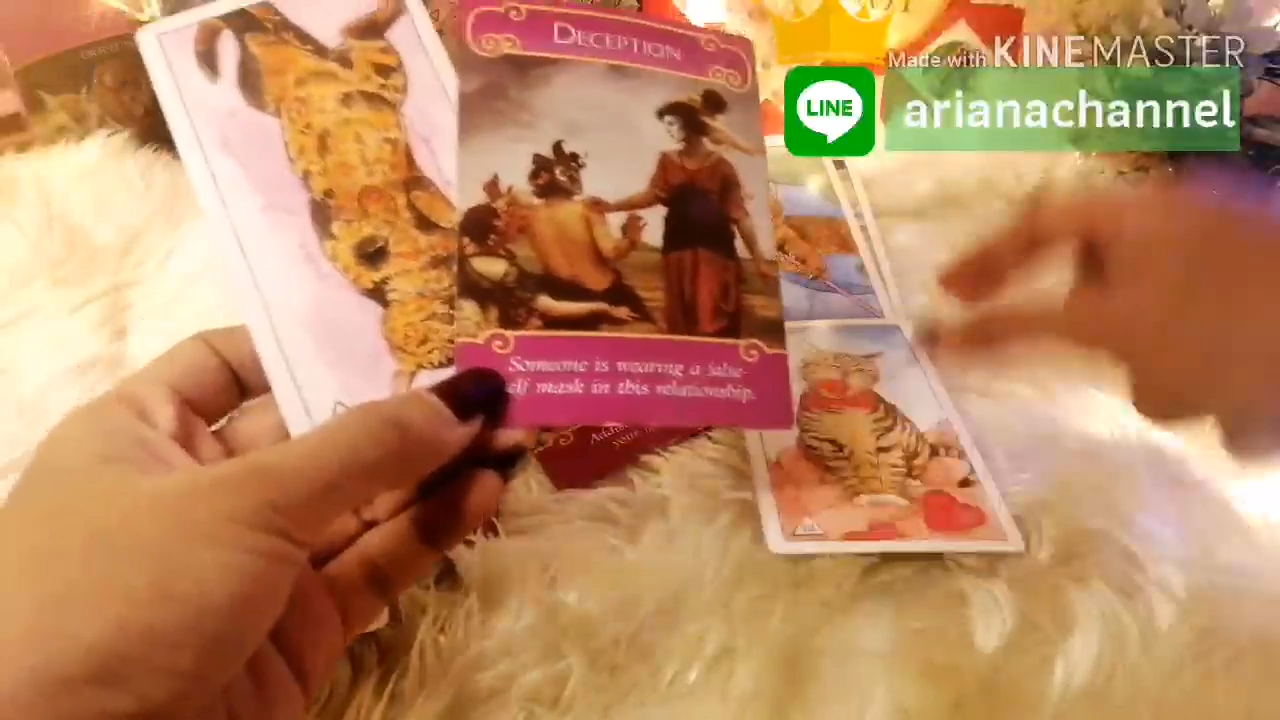 DECEPTION
Made with KINEMASTER
LINE
arianachannel
Someone is wearing a false-
self mask in this relationship.